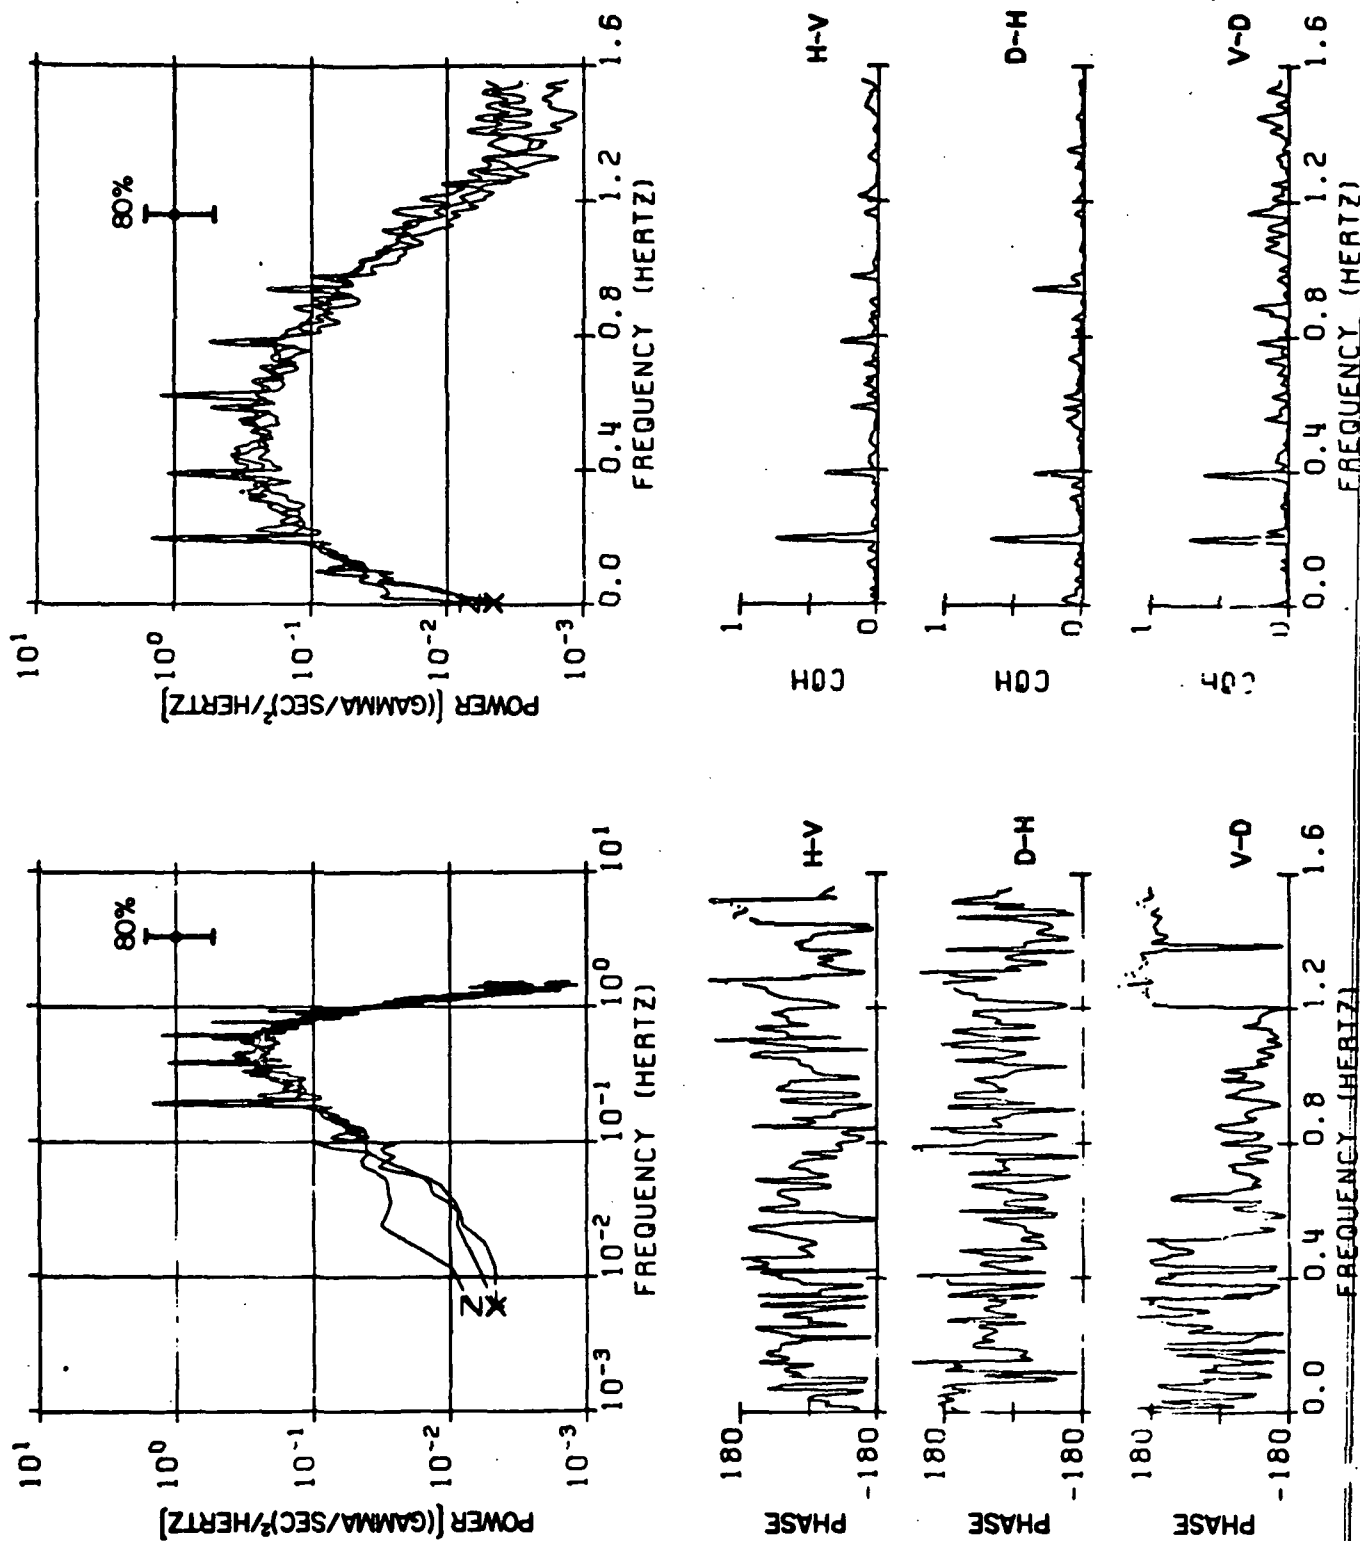 10¹
10⁰
10⁻¹
10⁻²
10⁻³
POWER [(GAMMA/SEC)²/HERTZ]
80%
10⁻³
10⁻²
10⁻¹
10⁰
10¹
FREQUENCY (HERTZ)
180
-180
PHASE
H-V
180
-180
PHASE
D-H
180
-180
PHASE
V-D
0.0
0.4
0.8
1.2
1.6
FREQUENCY (HERTZ)
10¹
10⁰
10⁻¹
10⁻²
10⁻³
POWER [(GAMMA/SEC)²/HERTZ]
80%
0.0
0.4
0.8
1.2
1.6
FREQUENCY (HERTZ)
1
0
COH
H-V
1
0
COH
D-H
1
0
COH
V-D
0.0
0.4
0.8
1.2
1.6
FREQUENCY (HERTZ)